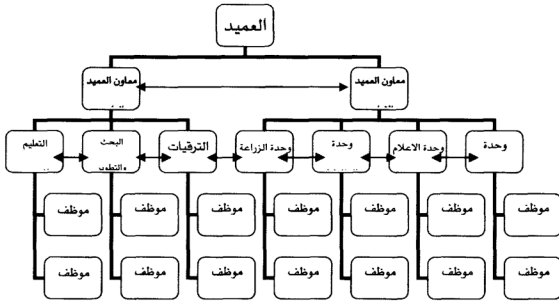 العميد
معاون العميد
معاون العميد
وحدة
وحدة الاعلام
وحدة
وحدة الزراعة
الترقيات
البحث
التعليم
موظف
موظف
موظف
موظف
موظف
موظف
موظف
موظف
موظف
موظف
موظف
موظف
موظف
موظف